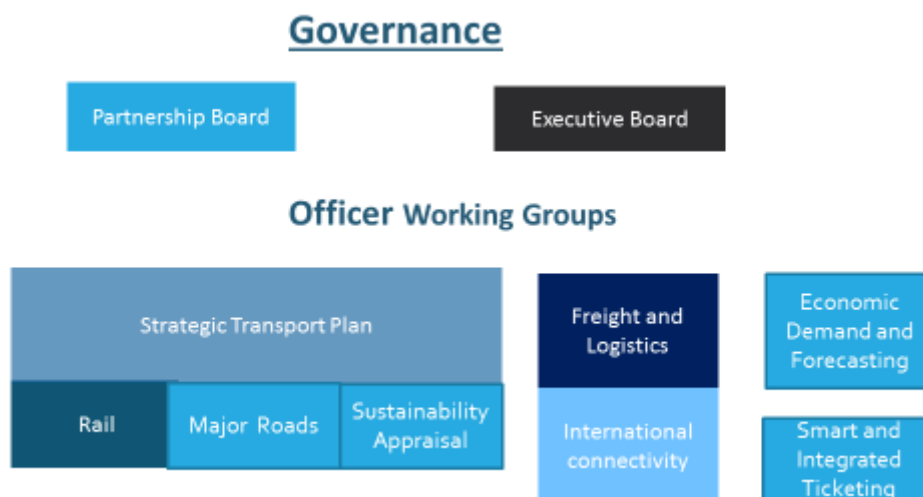 Governance
Partnership Board
Executive Board
Officer Working Groups
Strategic Transport Plan
Rail
Major Roads
Sustainability
Appraisal
Freight and
Logistics
International
connectivity
Economic
Demand and
Forecasting
Smart and
Integrated
Ticketing